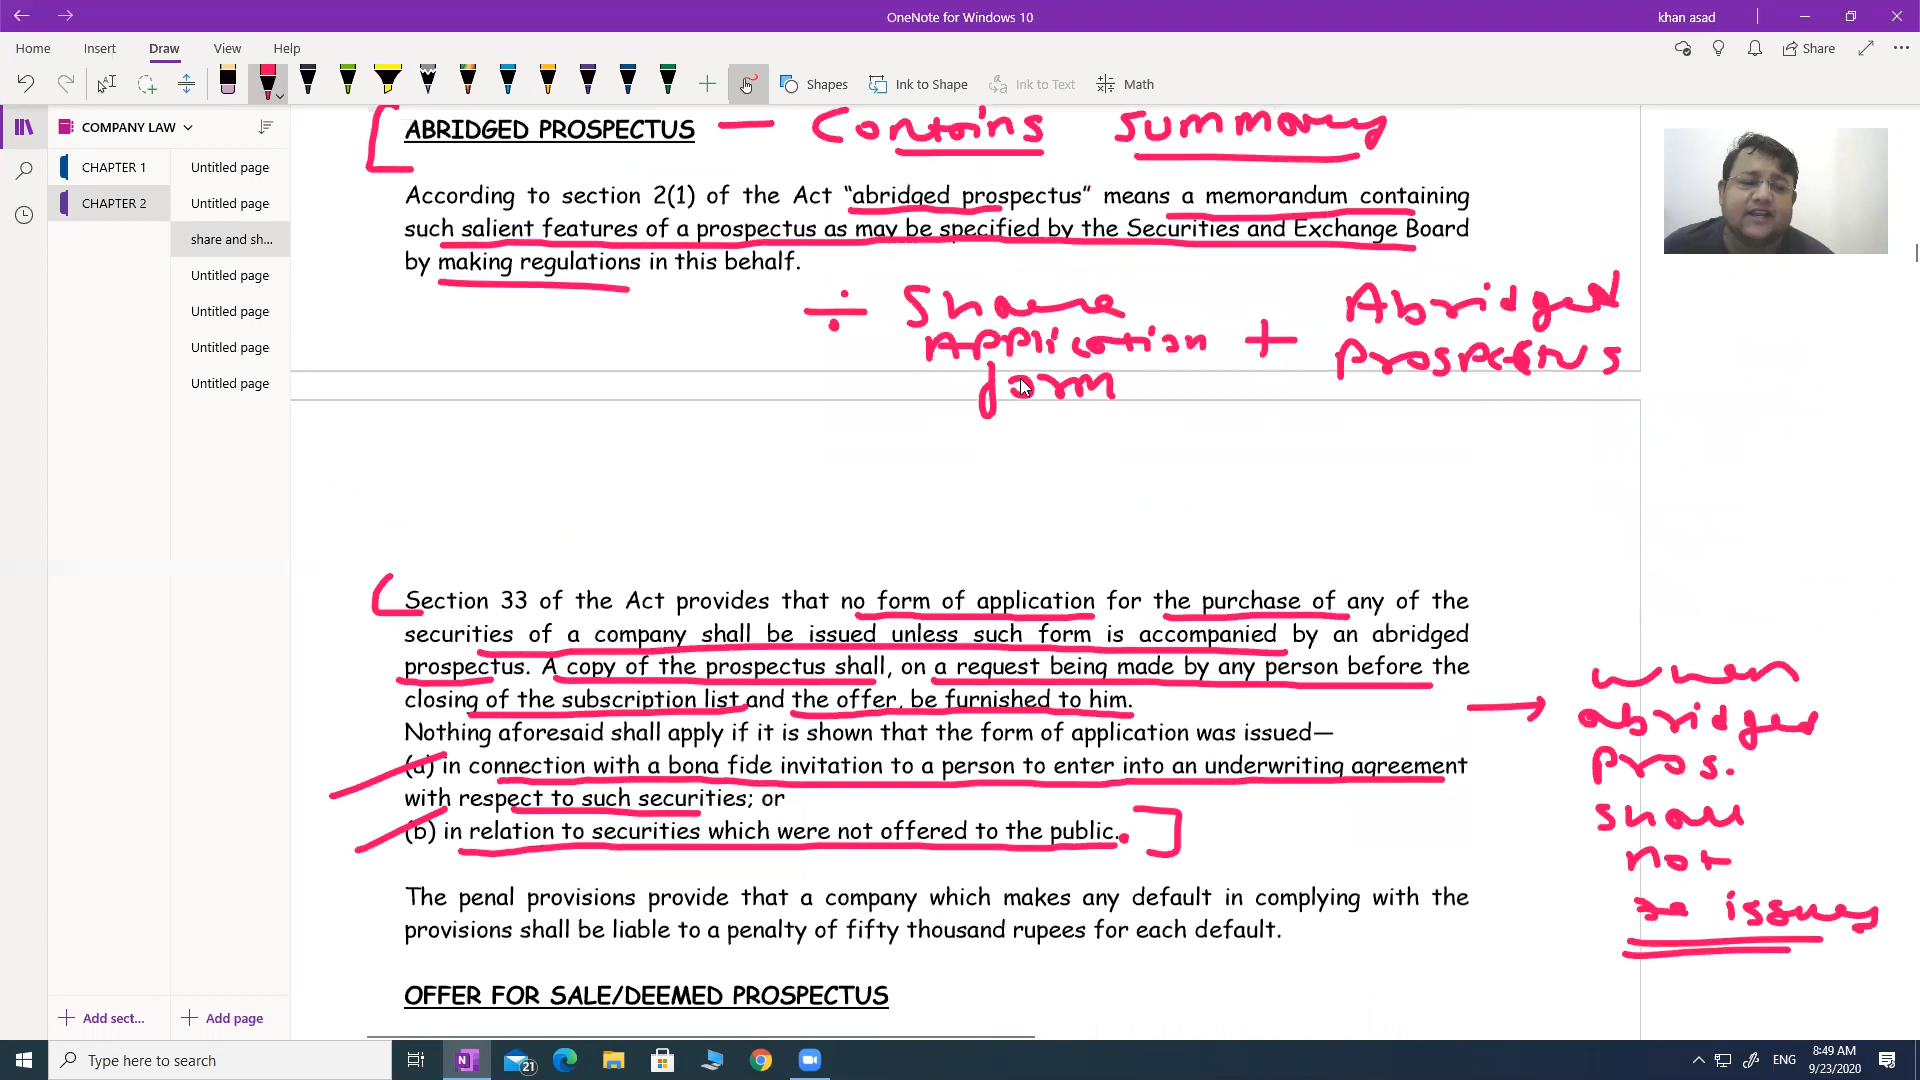 OneNote for Windows 10
khan asad
Home Insert Draw View Help
Share
Shapes Ink to Shape Ink to Text Math
COMPANY LAW
CHAPTER 1
CHAPTER 2
Untitled page
Untitled page
share and sh...
Untitled page
Untitled page
Untitled page
Untitled page
Add sect...
Add page
ABRIDGED PROSPECTUS — Contains Summary
According to section 2(1) of the Act “abridged prospectus” means a memorandum containing
such salient features of a prospectus as may be specified by the Securities and Exchange Board
by making regulations in this behalf.
÷ Share
Application
form
+ Abridged
Prospectus
Section 33 of the Act provides that no form of application for the purchase of any of the
securities of a company shall be issued unless such form is accompanied by an abridged
prospectus. A copy of the prospectus shall, on a request being made by any person before the
closing of the subscription list and the offer, be furnished to him.
Nothing aforesaid shall apply if it is shown that the form of application was issued—
(a) in connection with a bona fide invitation to a person to enter into an underwriting agreement
with respect to such securities; or
(b) in relation to securities which were not offered to the public.
→ when
abridged
Pros.
shall
not
be issues
The penal provisions provide that a company which makes any default in complying with the
provisions shall be liable to a penalty of fifty thousand rupees for each default.
OFFER FOR SALE/DEEMED PROSPECTUS
Type here to search
21
ENG
8:49 AM
9/23/2020